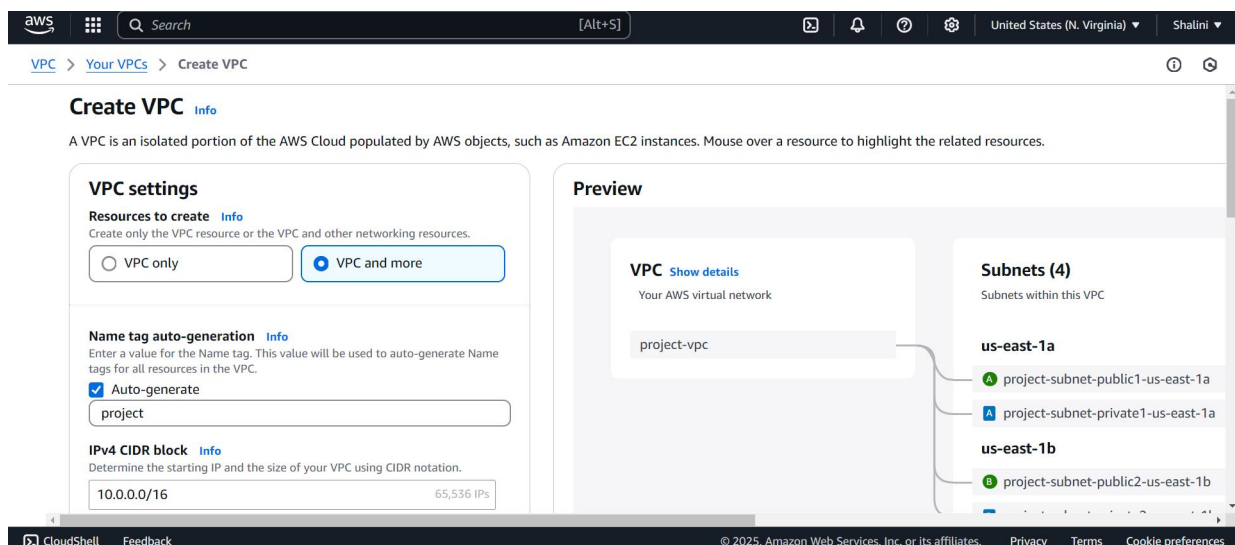 aws
Search [Alt+S]
United States (N. Virginia) ▼ Shalini ▼
VPC > Your VPCs > Create VPC
Create VPC Info
A VPC is an isolated portion of the AWS Cloud populated by AWS objects, such as Amazon EC2 instances. Mouse over a resource to highlight the related resources.
VPC settings
Resources to create Info
Create only the VPC resource or the VPC and other networking resources.
VPC only
VPC and more
Name tag auto-generation Info
Enter a value for the Name tag. This value will be used to auto-generate Name
tags for all resources in the VPC.
Auto-generate
project
IPv4 CIDR block Info
Determine the starting IP and the size of your VPC using CIDR notation.
10.0.0.0/16 65,536 IPs
Preview
VPC Show details
Your AWS virtual network
project-vpc
Subnets (4)
Subnets within this VPC
us-east-1a
A project-subnet-public1-us-east-1a
A project-subnet-private1-us-east-1a
us-east-1b
B project-subnet-public2-us-east-1b
CloudShell Feedback
© 2025, Amazon Web Services, Inc. or its affiliates. Privacy Terms Cookie preferences